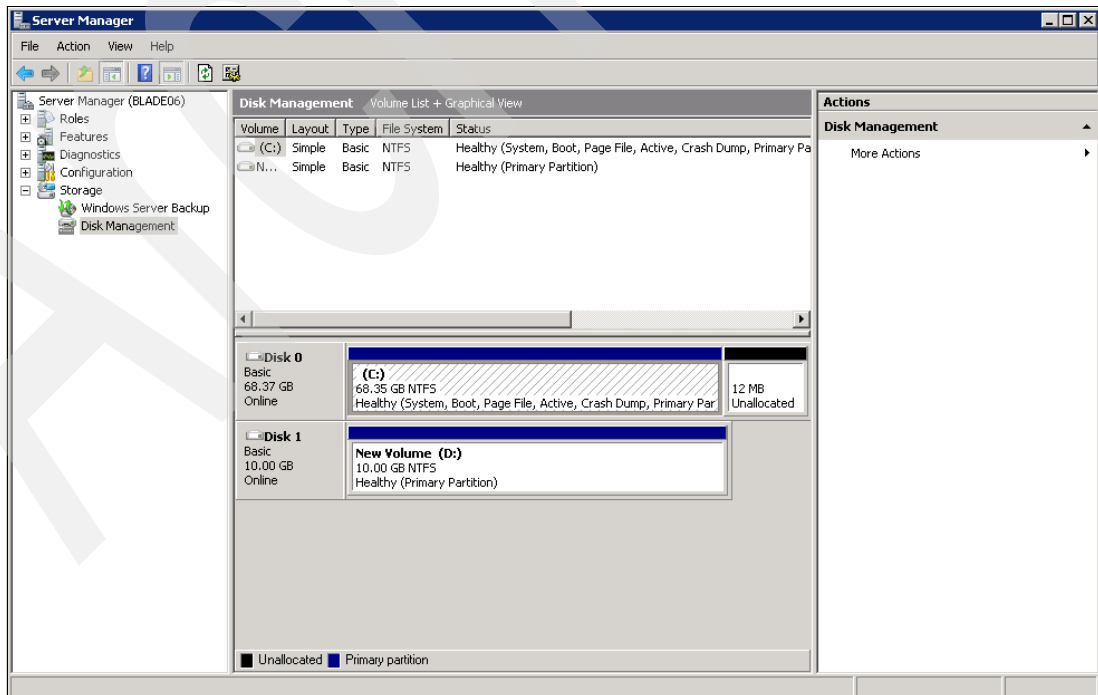 Server Manager
File Action View Help
Server Manager (BLADE06)
Roles
Features
Diagnostics
Configuration
Storage
Windows Server Backup
Disk Management
Disk Management Volume List + Graphical View
Volume Layout Type File System Status
(C:) Simple Basic NTFS Healthy (System, Boot, Page File, Active, Crash Dump, Primary Pa
N... Simple Basic NTFS Healthy (Primary Partition)
Disk 0
Basic
68.37 GB
Online
(C:)
68.35 GB NTFS
Healthy (System, Boot, Page File, Active, Crash Dump, Primary Par
12 MB
Unallocated
Disk 1
Basic
10.00 GB
Online
New Volume (D:)
10.00 GB NTFS
Healthy (Primary Partition)
Unallocated Primary partition
Actions
Disk Management
More Actions